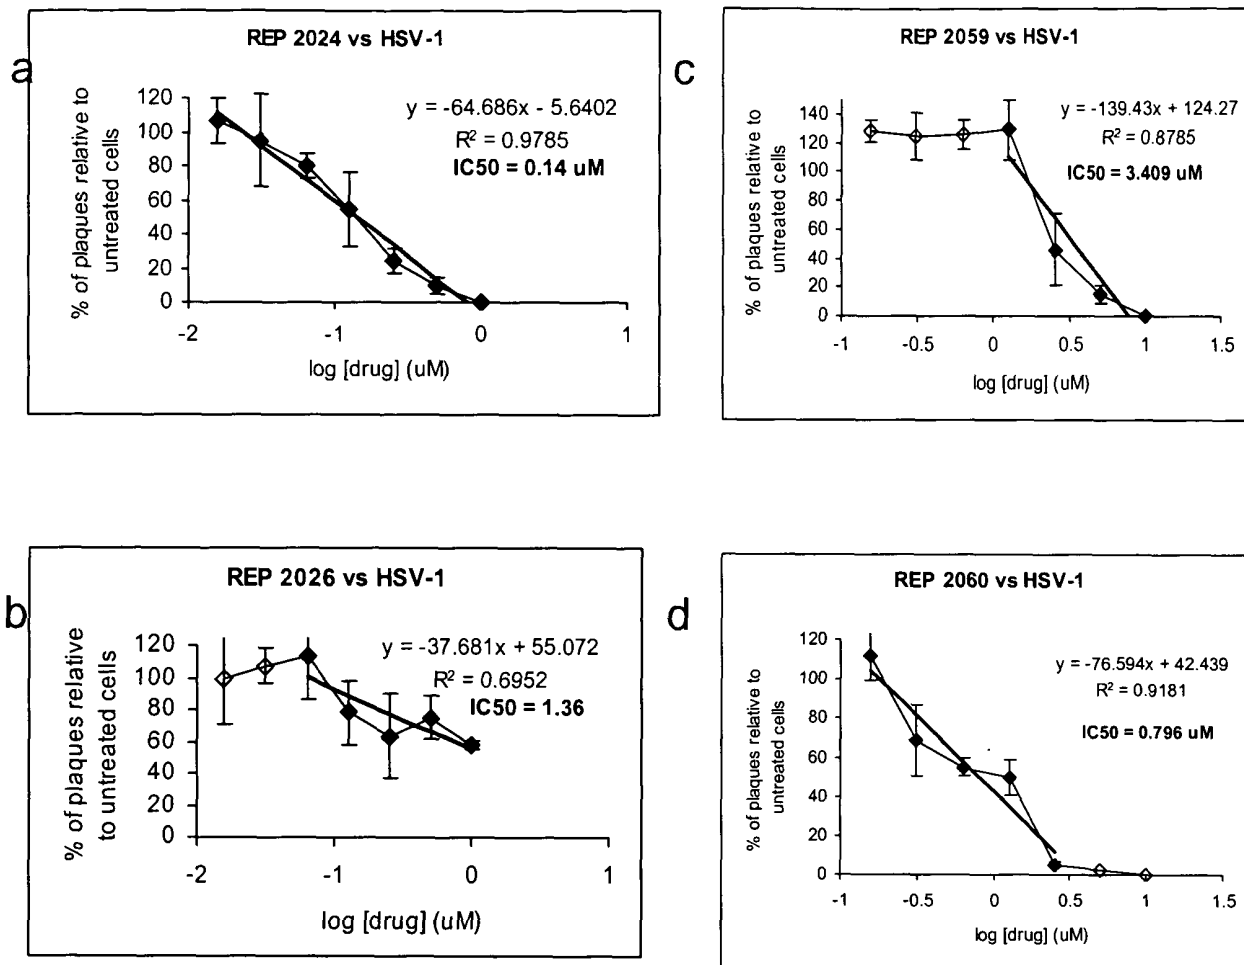 a
REP 2024 vs HSV-1
% of plaques relative to
untreated cells
120
100
80
60
40
20
0
y = -64.686x - 5.6402
R² = 0.9785
IC50 = 0.14 uM
-2
-1
0
1
log [drug] (uM)
c
REP 2059 vs HSV-1
% of plaques relative to
untreated cells
140
120
100
80
60
40
20
0
y = -139.43x + 124.27
R² = 0.8785
IC50 = 3.409 uM
-1
-0.5
0
0.5
1
1.5
log [drug] (uM)
b
REP 2026 vs HSV-1
% of plaques relative
to untreated cells
120
100
80
60
40
20
0
y = -37.681x + 55.072
R² = 0.6952
IC50 = 1.36
-2
-1
0
1
log [drug] (uM)
d
REP 2060 vs HSV-1
% of plaques relative to
untreated cells
120
100
80
60
40
20
0
y = -76.594x + 42.439
R² = 0.9181
IC50 = 0.796 uM
-1
-0.5
0
0.5
1
1.5
log [drug] (uM)